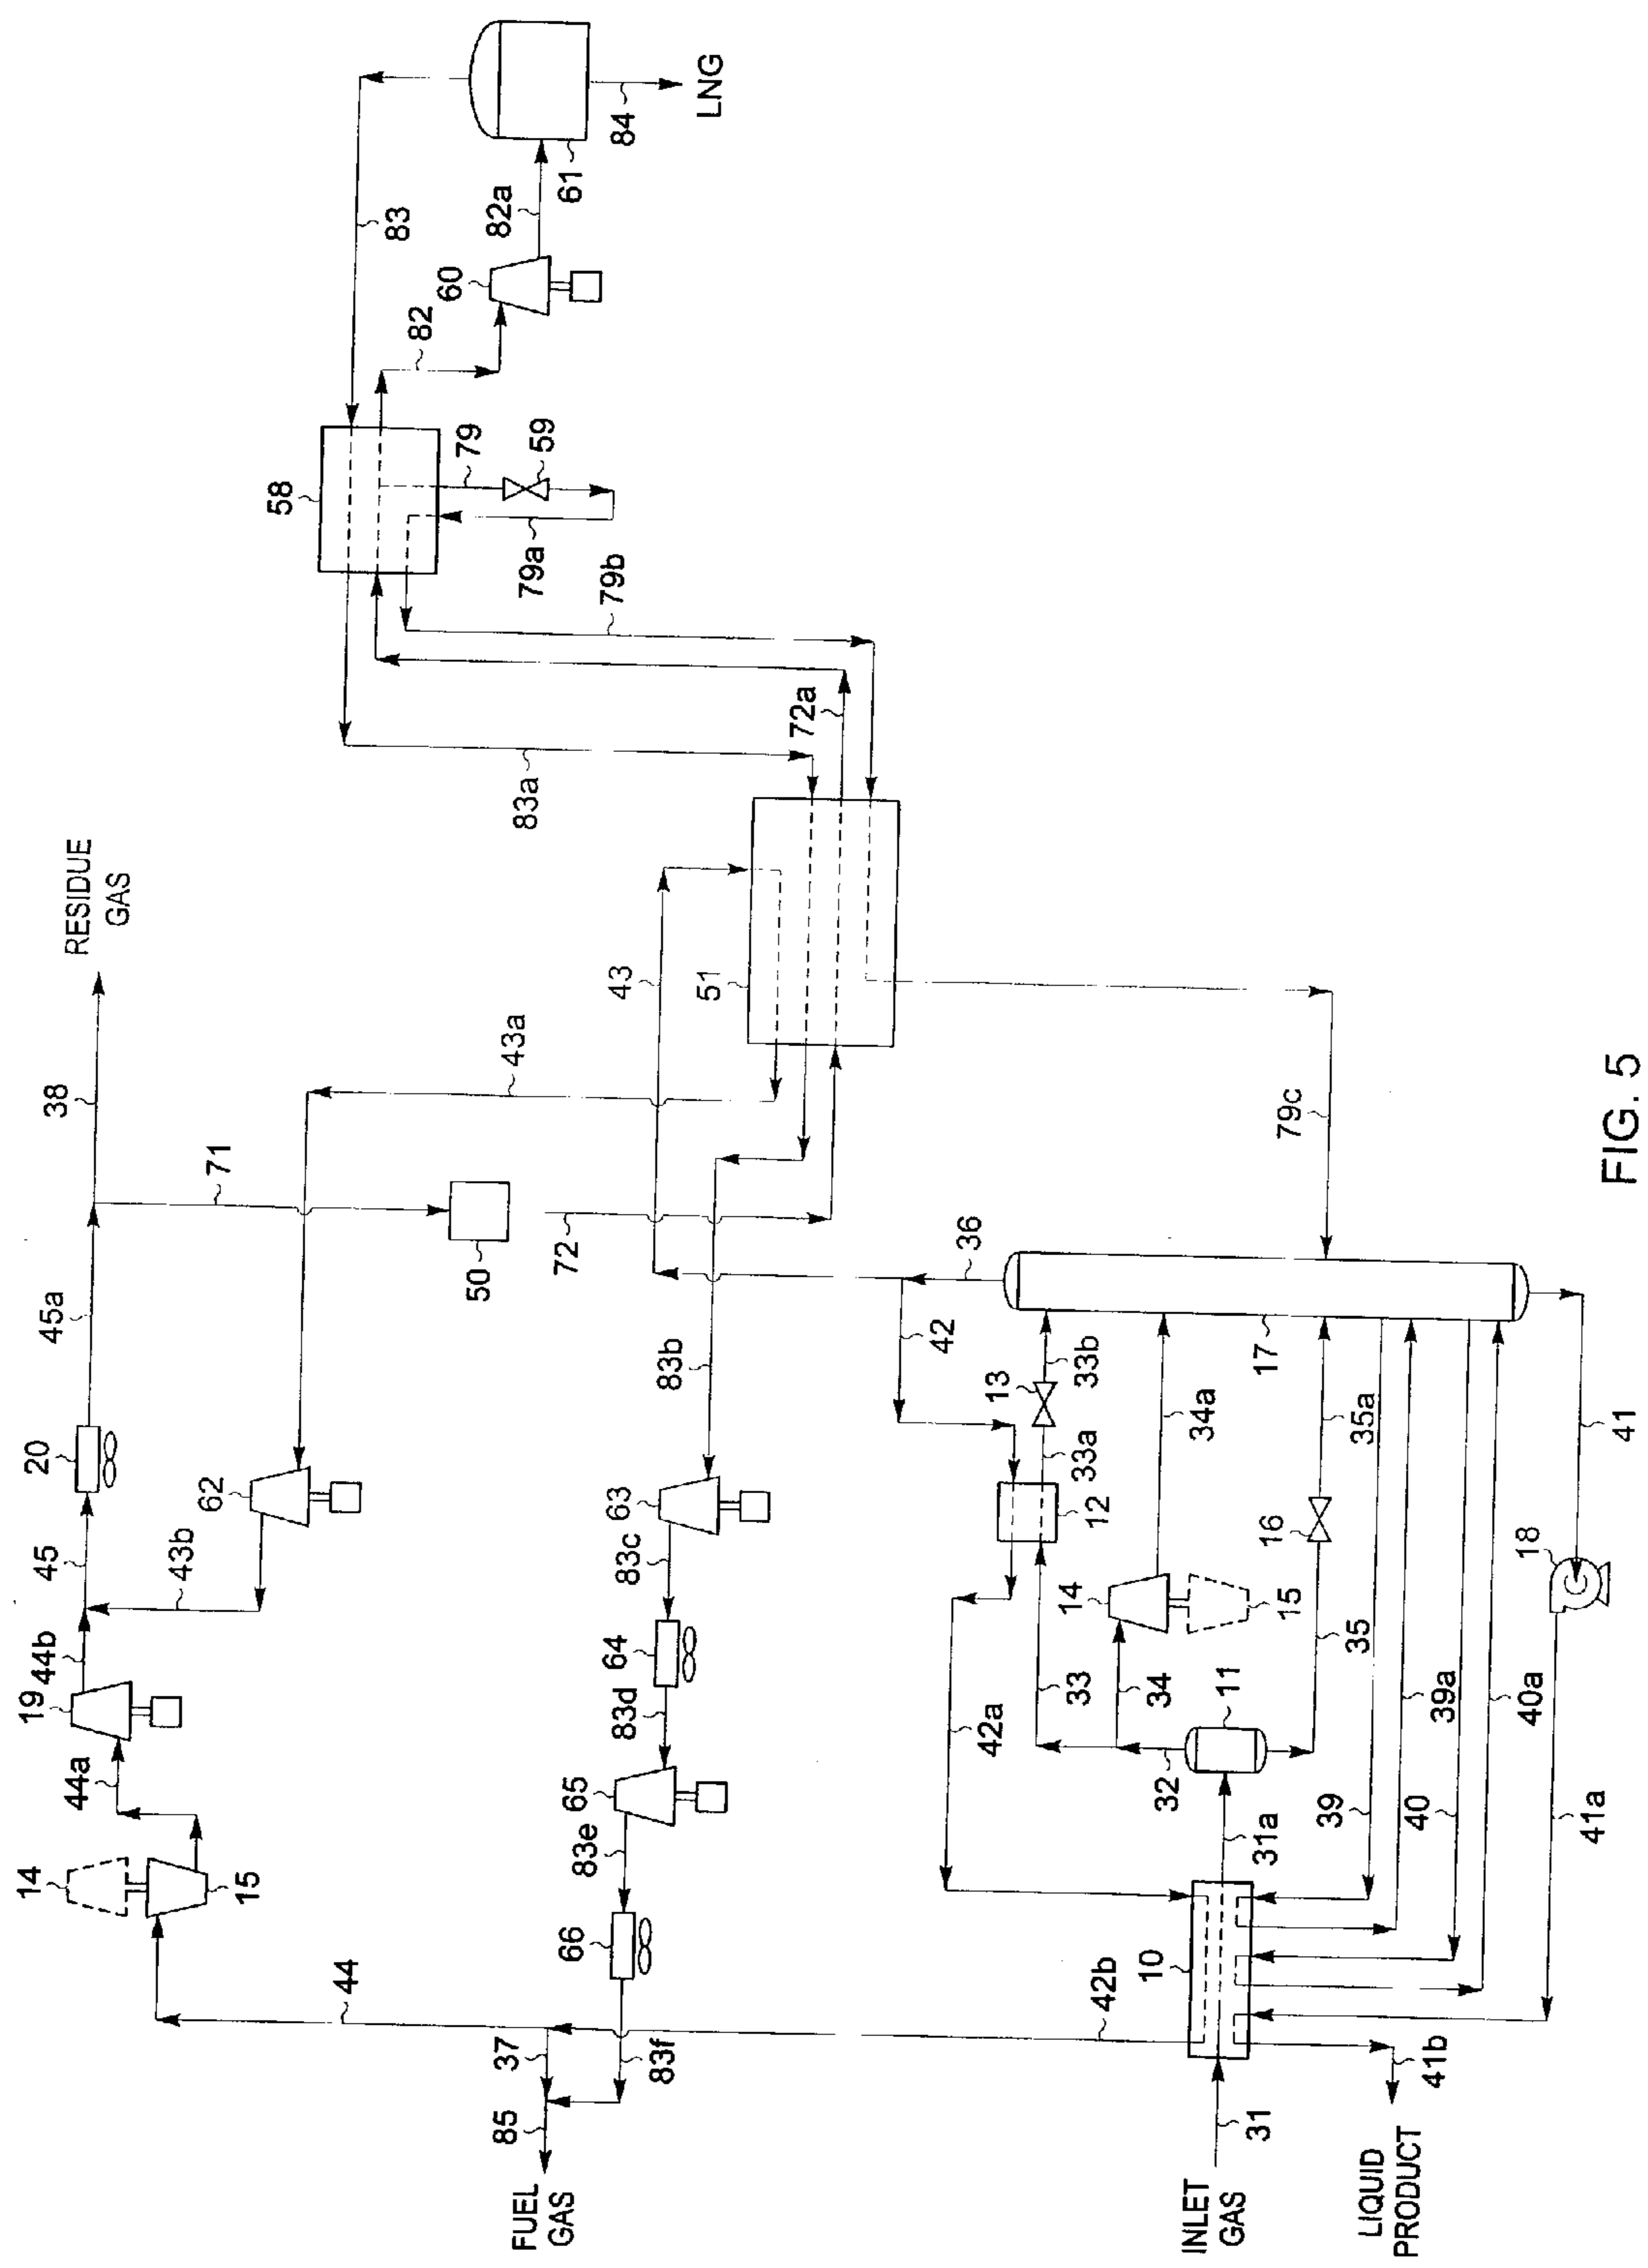 14
19
20
44b
45
45a
38
RESIDUE
GAS
44a
43b
71
15
62
58
44
43a
83
82
60
79
59
50
37
83f
72
85
66
83e
65
64
83c
63
83b
43
83a
79a
79b
82a
61
84
LNG
FUEL
GAS
83d
51
72a
42
36
42a
42b
10
13
33b
12
33a
33
14
34
32
11
15
34a
31a
31
INLET
GAS
17
16
35
35a
79c
39
39a
40
40a
18
41
41a
41b
LIQUID
PRODUCT
FIG. 5